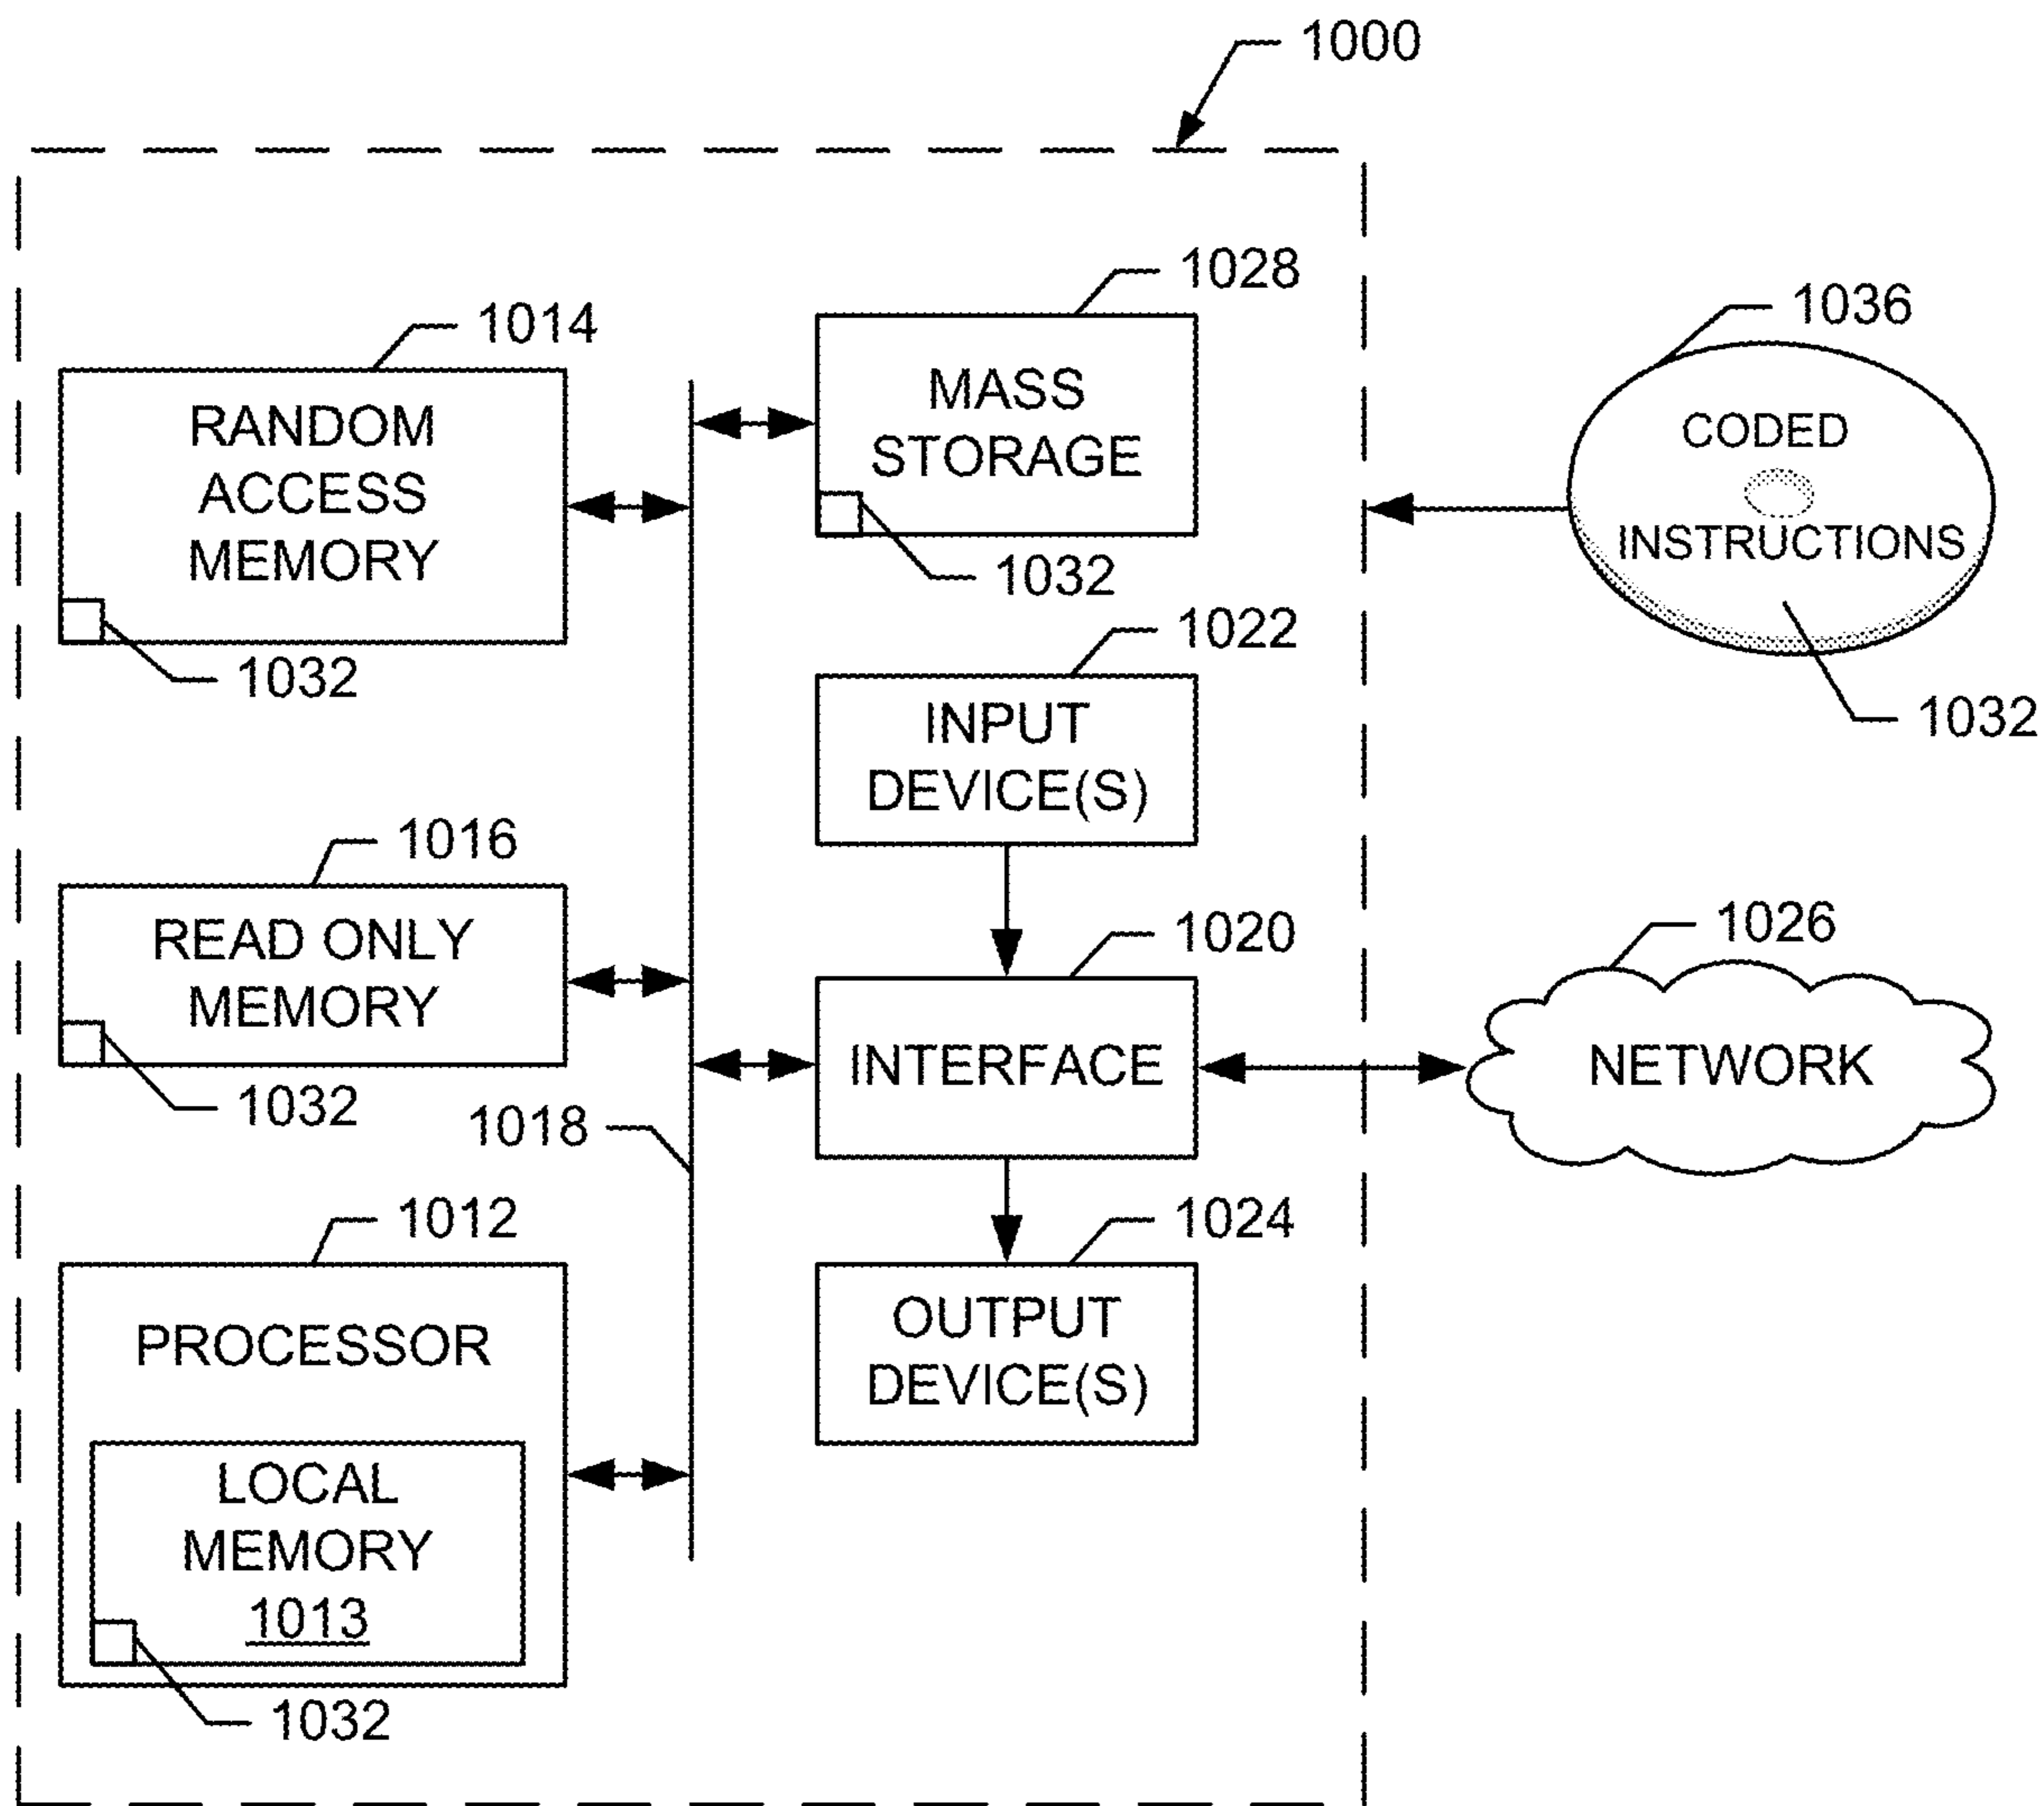 1000
1028
MASS
STORAGE
1032
1014
RANDOM
ACCESS
MEMORY
1032
1036
CODED
INSTRUCTIONS
1032
1022
INPUT
DEVICE(S)
1016
READ ONLY
MEMORY
1032
1020
INTERFACE
1026
NETWORK
1018
1012
PROCESSOR
LOCAL
MEMORY
1013
1032
1024
OUTPUT
DEVICE(S)